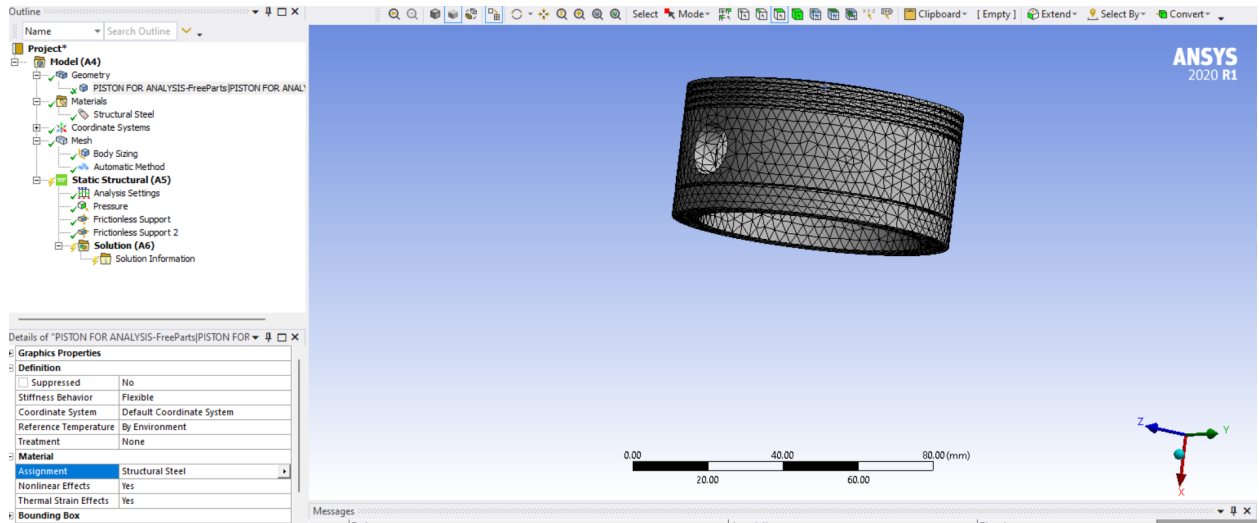 Outline
Name Search Outline
Project*
Model (A4)
Geometry
PISTON FOR ANALYSIS-FreeParts|PISTON FOR ANAL
Materials
Structural Steel
Coordinate Systems
Mesh
Body Sizing
Automatic Method
Static Structural (A5)
Analysis Settings
Pressure
Frictionless Support
Frictionless Support 2
Solution (A6)
Solution Information
Select Mode Clipboard [ Empty ] Extend Select By Convert
ANSYS
2020 R1
Details of "PISTON FOR ANALYSIS-FreeParts|PISTON FOR
Graphics Properties
Definition
Suppressed No
Stiffness Behavior Flexible
Coordinate System Default Coordinate System
Reference Temperature By Environment
Treatment None
Material
Assignment Structural Steel
Nonlinear Effects Yes
Thermal Strain Effects Yes
Bounding Box
0.00 40.00 80.00 (mm)
20.00 60.00
Z Y
X
Messages